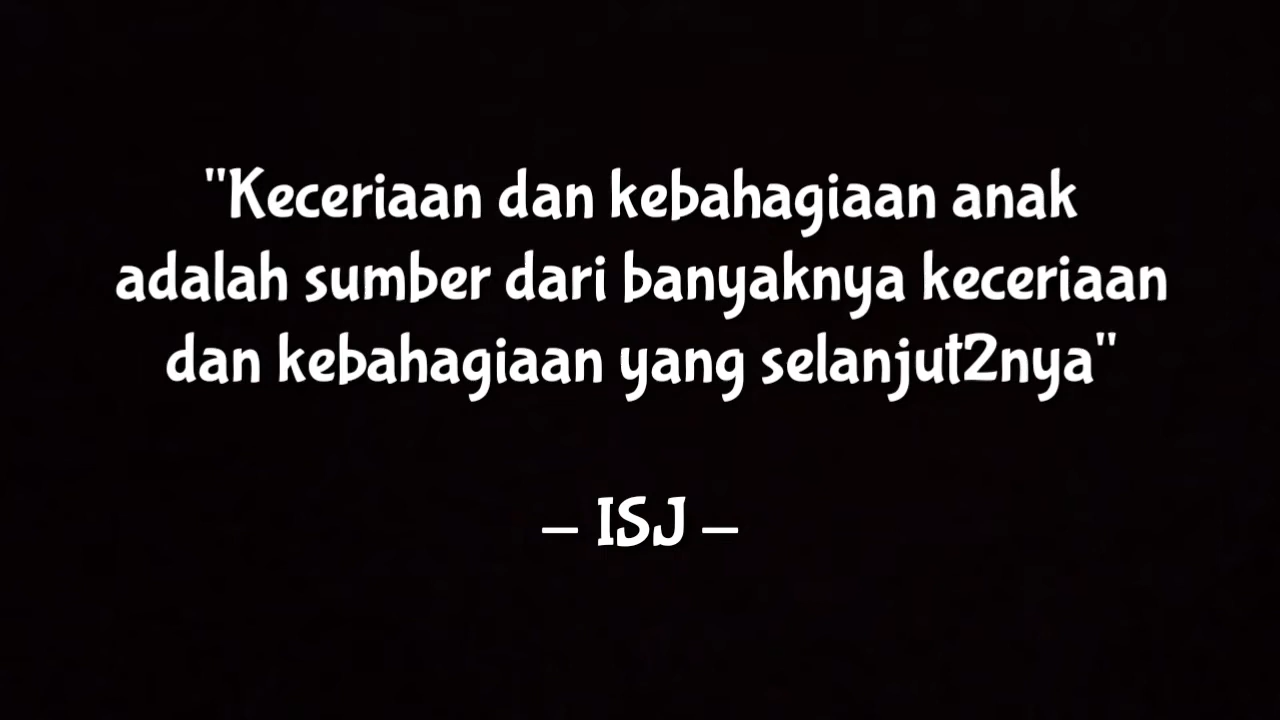 "Keceriaan dan kebahagiaan anak
adalah sumber dari banyaknya keceriaan
dan kebahagiaan yang selanjut2nya"
– ISJ –